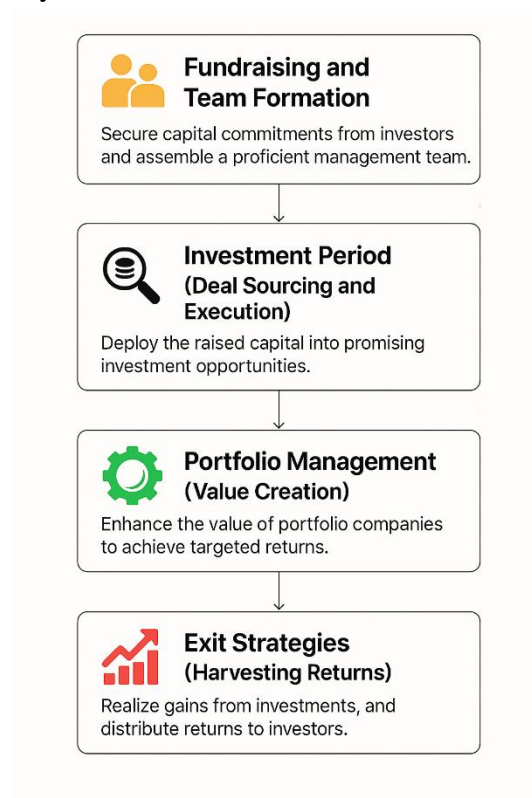 Fundraising and
Team Formation
Secure capital commitments from investors
and assemble a proficient management team.
Investment Period
(Deal Sourcing and
Execution)
Deploy the raised capital into promising
investment opportunities.
Portfolio Management
(Value Creation)
Enhance the value of portfolio companies
to achieve targeted returns.
Exit Strategies
(Harvesting Returns)
Realize gains from investments, and
distribute returns to investors.